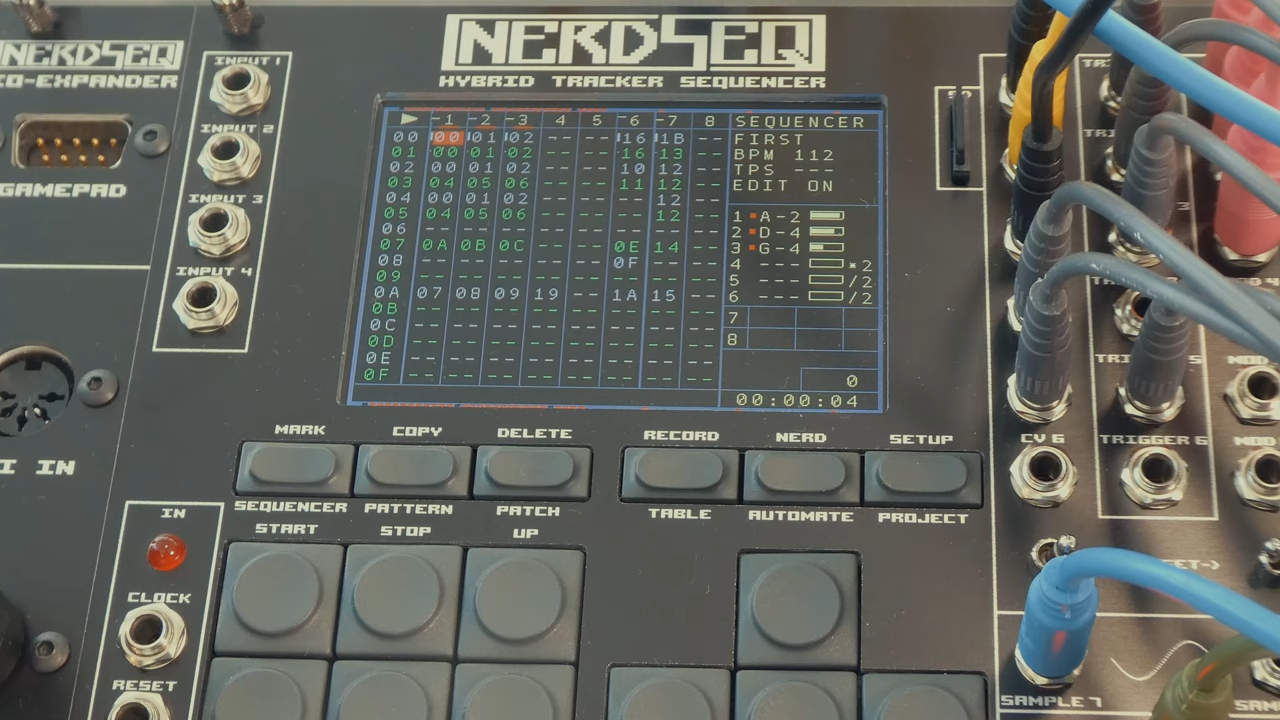 NERDSEQ
HYBRID TRACKER SEQUENCER
NERDSEQ
IO-EXPANDER
GAMEPAD
INPUT 1
INPUT 2
INPUT 3
INPUT 4
I IN
▶ -1 -2 -3 4 5 -6 -7 8
00 00 01 02 -- -- 16 1B --
01 00 01 02 -- -- 16 13 --
02 00 01 02 -- -- 10 12 --
03 04 05 06 -- -- 11 12 --
04 00 01 02 -- -- -- 12 --
05 04 05 06 -- -- -- 12 --
06 -- -- -- -- -- -- -- --
07 0A 0B 0C -- -- 0E 14 --
08 -- -- -- -- -- 0F -- --
09 -- -- -- -- -- -- -- --
0A 07 08 09 19 -- 1A 15 --
0B -- -- -- -- -- -- -- --
0C -- -- -- -- -- -- -- --
0D -- -- -- -- -- -- -- --
0E -- -- -- -- -- -- -- --
0F -- -- -- -- -- -- -- --
SEQUENCER
FIRST
BPM 112
TPS ---
EDIT ON
1 A-2
2 D-4
3 G-4
4 --- *2
5 --- /2
6 --- /2
7
8
0
00:00:04
MARK COPY DELETE RECORD NERD SETUP
SEQUENCER PATTERN PATCH TABLE AUTOMATE PROJECT
START STOP UP
IN
CLOCK
RESET
CV 6
TRIGGER 6
MOD
MOD
SAMPLE 7